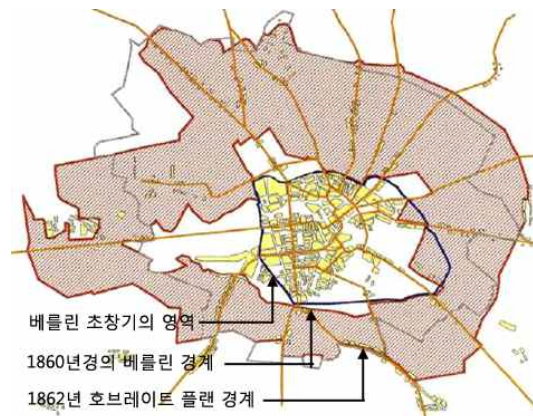 베를린 초창기의 영역
1860년경의 베를린 경계
1862년 호브레이트 플랜 경계